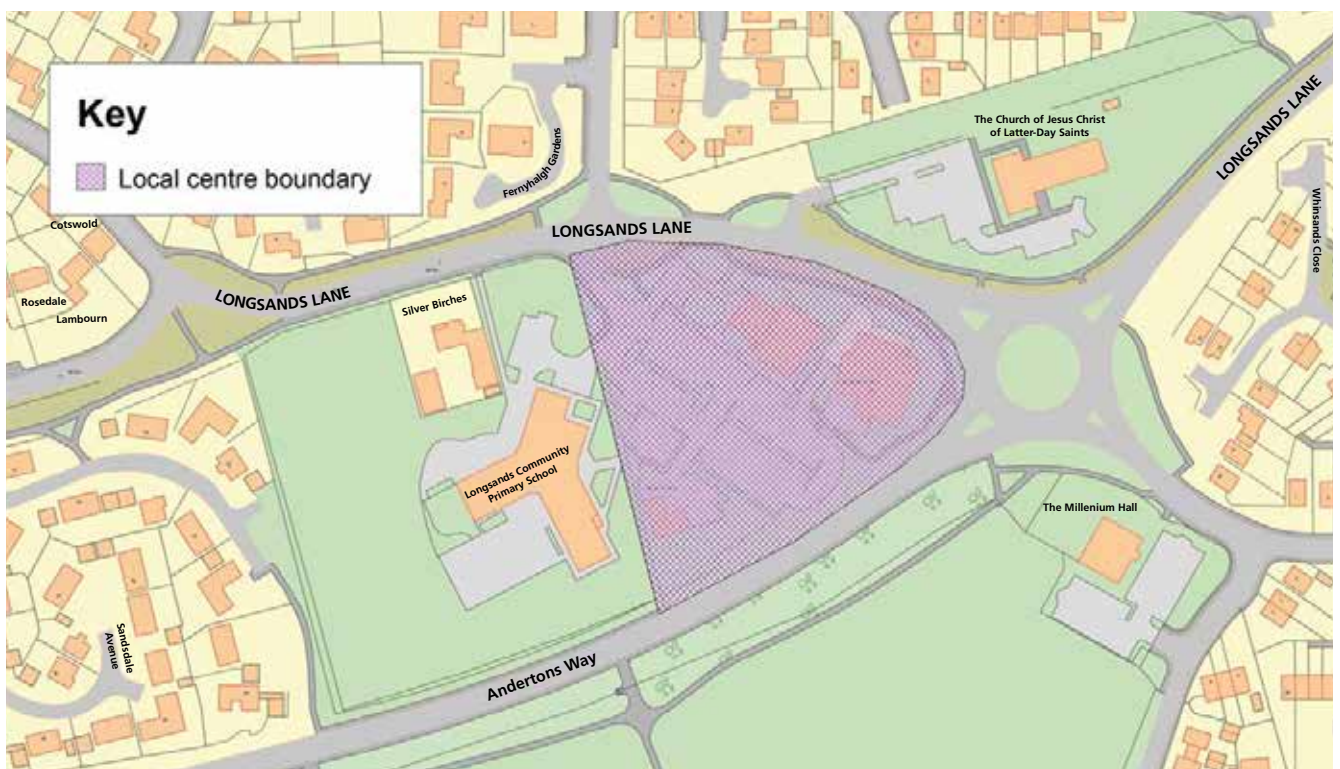 Key
Local centre boundary
Fernyhalgh Gardens
The Church of Jesus Christ
of Latter-Day Saints
LONGSANDS LANE
Whinsands Close
Cotswold
LONGSANDS LANE
Rosedale
LONGSANDS LANE
Lambourn
Silver Birches
Longsands Community
Primary School
The Millenium Hall
Sandsdale
Avenue
Andertons Way